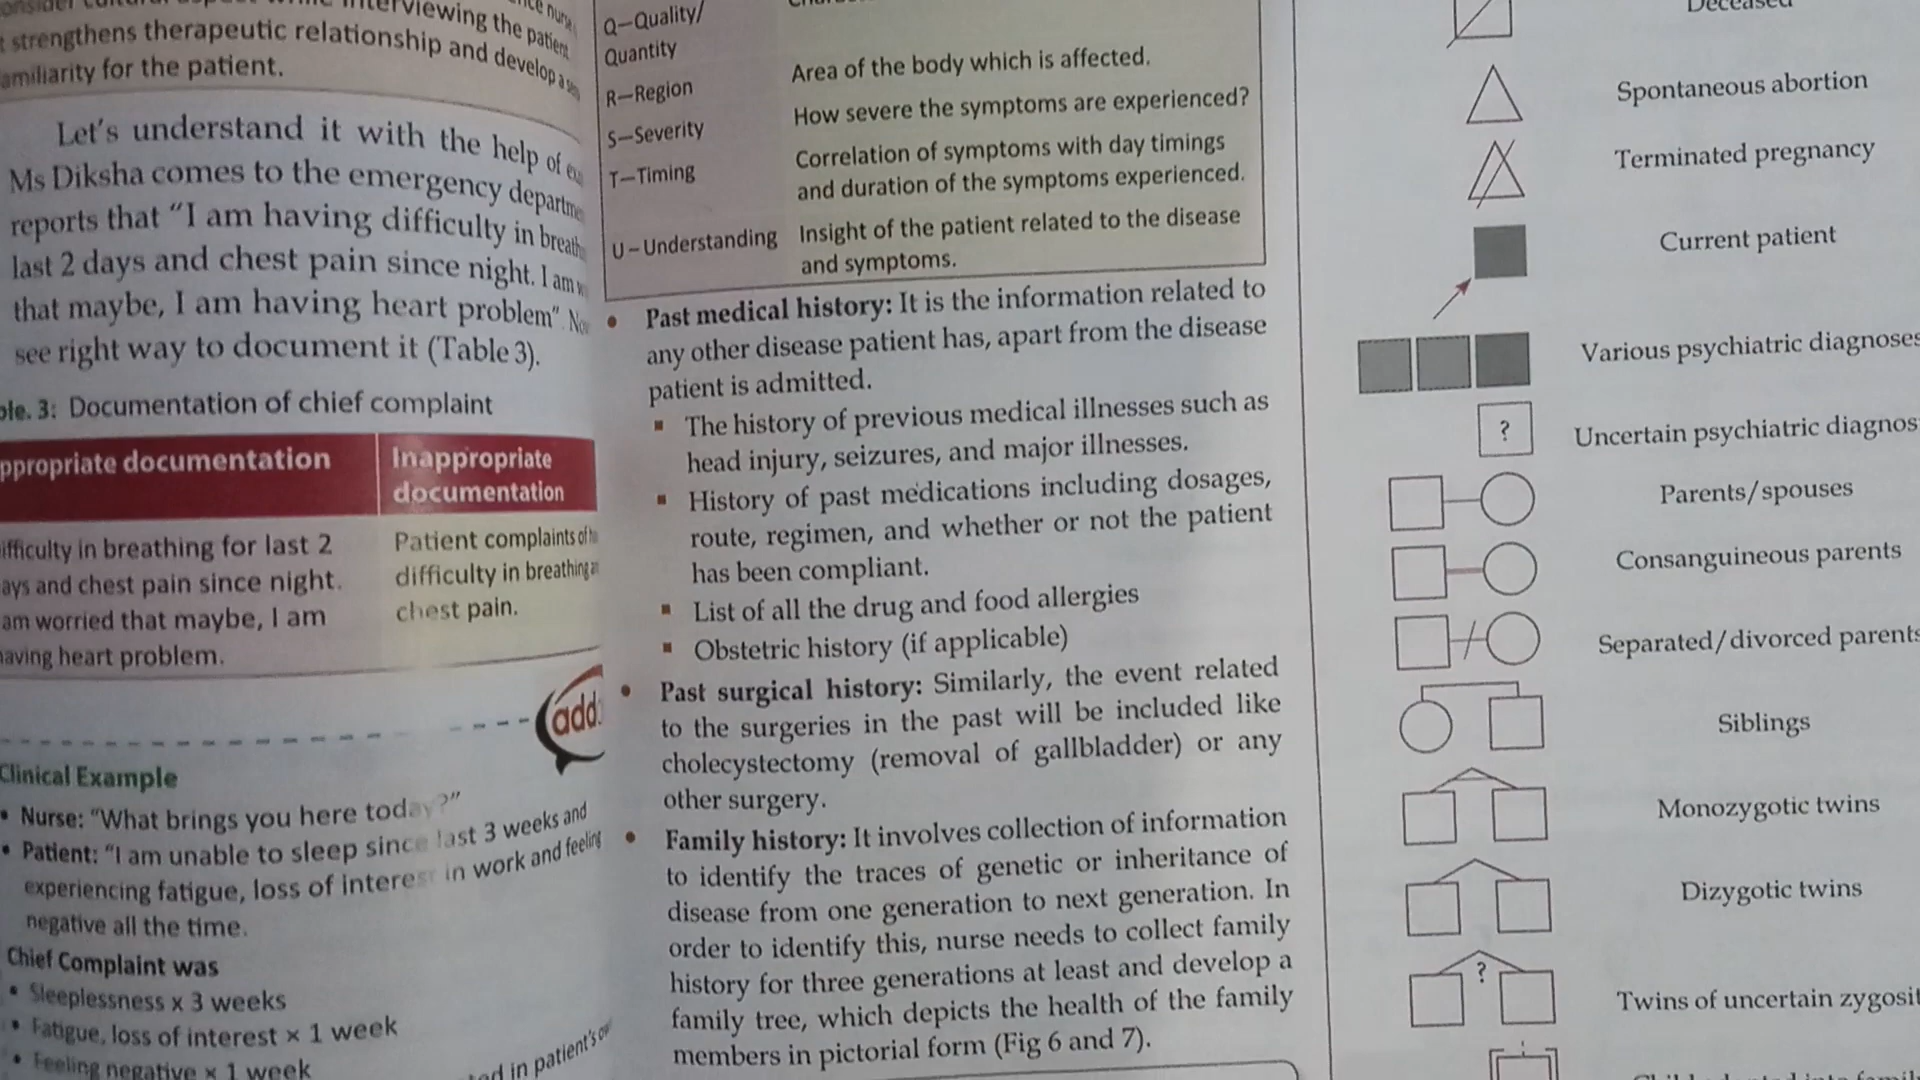 interviewing the patient
strengthens therapeutic relationship and develop a
amiliarity for the patient.
Let's understand it with the help of
Ms Diksha comes to the emergency
reports that "I am having difficulty in
last 2 days and chest pain since night. I am
that maybe, I am having heart problem".
see right way to document it (Table 3).
3: Documentation of chief complaint
ppropriate documentation
Inappropriate
documentation
ifficulty in breathing for last 2
ays and chest pain since night.
am worried that maybe, I am
aving heart problem.
Patient complaints of
difficulty in breathing
chest pain.
add
Clinical Example
• Nurse: "What brings you here today?"
• Patient: "I am unable to sleep since last 3 weeks and
experiencing fatigue, loss of interest in work and feeling
negative all the time.
Chief Complaint was
• Sleeplessness x 3 weeks
• Fatigue, loss of interest × 1 week
• Feeling negative × 1 week
in patient's
Q—Quality/
Quantity
R—Region
Area of the body which is affected.
S—Severity
How severe the symptoms are experienced?
T—Timing
Correlation of symptoms with day timings
and duration of the symptoms experienced.
U–Understanding
Insight of the patient related to the disease
and symptoms.
• Past medical history: It is the information related to
any other disease patient has, apart from the disease
patient is admitted.
▪ The history of previous medical illnesses such as
head injury, seizures, and major illnesses.
▪ History of past medications including dosages,
route, regimen, and whether or not the patient
has been compliant.
▪ List of all the drug and food allergies
▪ Obstetric history (if applicable)
• Past surgical history: Similarly, the event related
to the surgeries in the past will be included like
cholecystectomy (removal of gallbladder) or any
other surgery.
• Family history: It involves collection of information
to identify the traces of genetic or inheritance of
disease from one generation to next generation. In
order to identify this, nurse needs to collect family
history for three generations at least and develop a
family tree, which depicts the health of the family
members in pictorial form (Fig 6 and 7).
Deceased
Spontaneous abortion
Terminated pregnancy
Current patient
Various psychiatric diagnoses
?
Uncertain psychiatric diagnos
Parents/spouses
Consanguineous parents
Separated/divorced parents
Siblings
Monozygotic twins
Dizygotic twins
?
Twins of uncertain zygosit